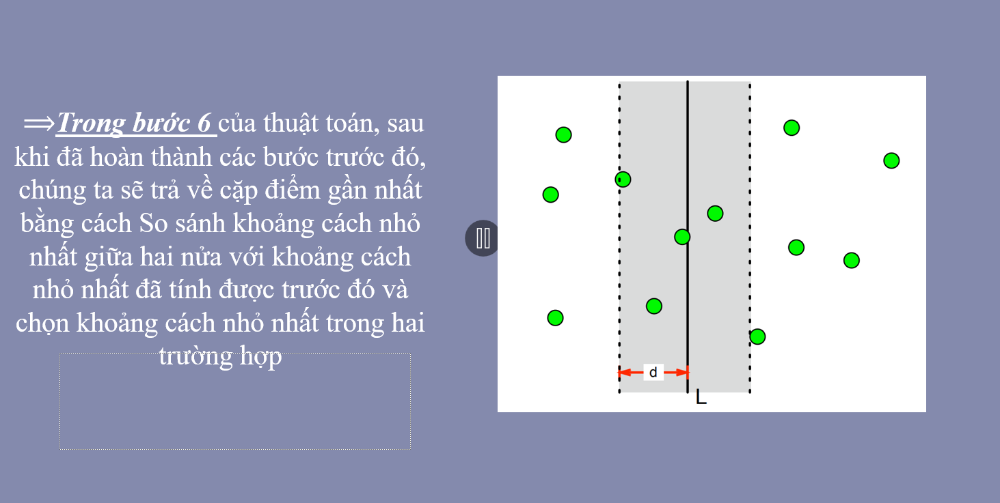 ⟹Trong bước 6 của thuật toán, sau
khi đã hoàn thành các bước trước đó,
chúng ta sẽ trả về cặp điểm gần nhất
bằng cách So sánh khoảng cách nhỏ
nhất giữa hai nửa với khoảng cách
nhỏ nhất đã tính được trước đó và
chọn khoảng cách nhỏ nhất trong hai
trường hợp
d
L